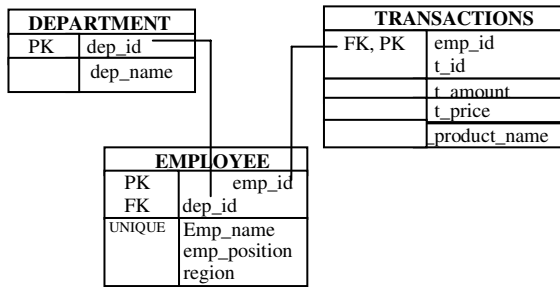 DEPARTMENT
PK dep_id
dep_name
TRANSACTIONS
FK, PK emp_id
t_id
t_amount
t_price
_product_name
EMPLOYEE
PK emp_id
FK dep_id
UNIQUE Emp_name
emp_position
region